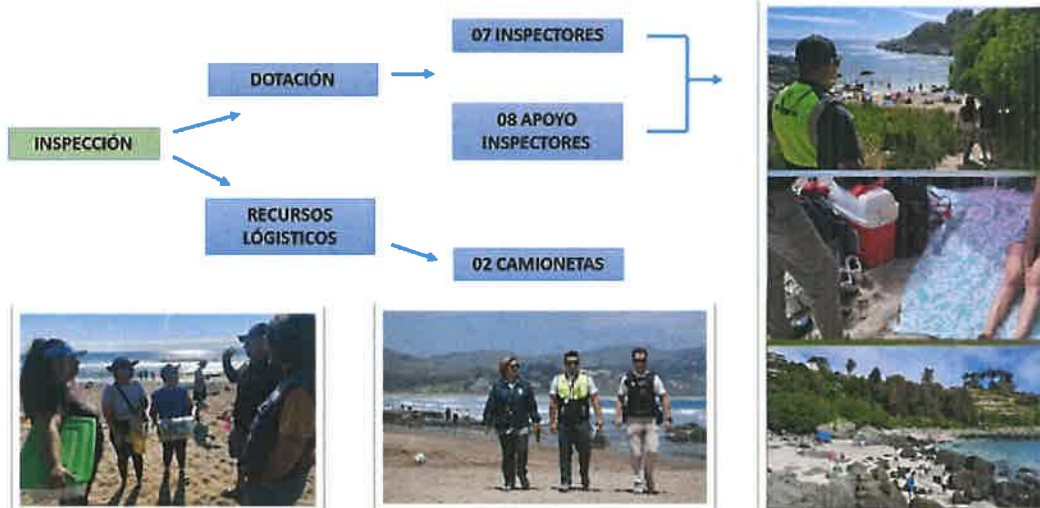 07 INSPECTORES
DOTACIÓN
08 APOYO
INSPECTORES
INSPECCIÓN
RECURSOS
LÓGISTICOS
02 CAMIONETAS